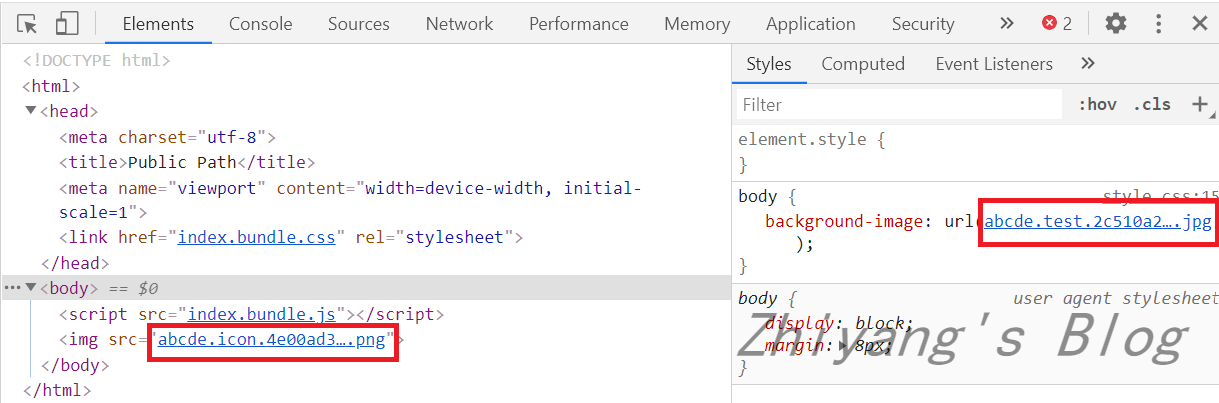 Elements Console Sources Network Performance Memory Application Security » 2
<!DOCTYPE html>
<html>
<head>
<meta charset="utf-8">
<title>Public Path</title>
<meta name="viewport" content="width=device-width, initial-
scale=1">
<link href="index.bundle.css" rel="stylesheet">
</head>
<body> == $0
<script src="index.bundle.js"></script>
<img src="abcde.icon.4e00ad3….png">
</body>
</html>
Styles Computed Event Listeners »
Filter :hov .cls +
element.style {
}
body { style.css:15
background-image: url(abcde.test.2c510a2….jpg
);
}
body { user agent stylesheet
display: block;
margin: 8px;
}
Zhiyang's Blog